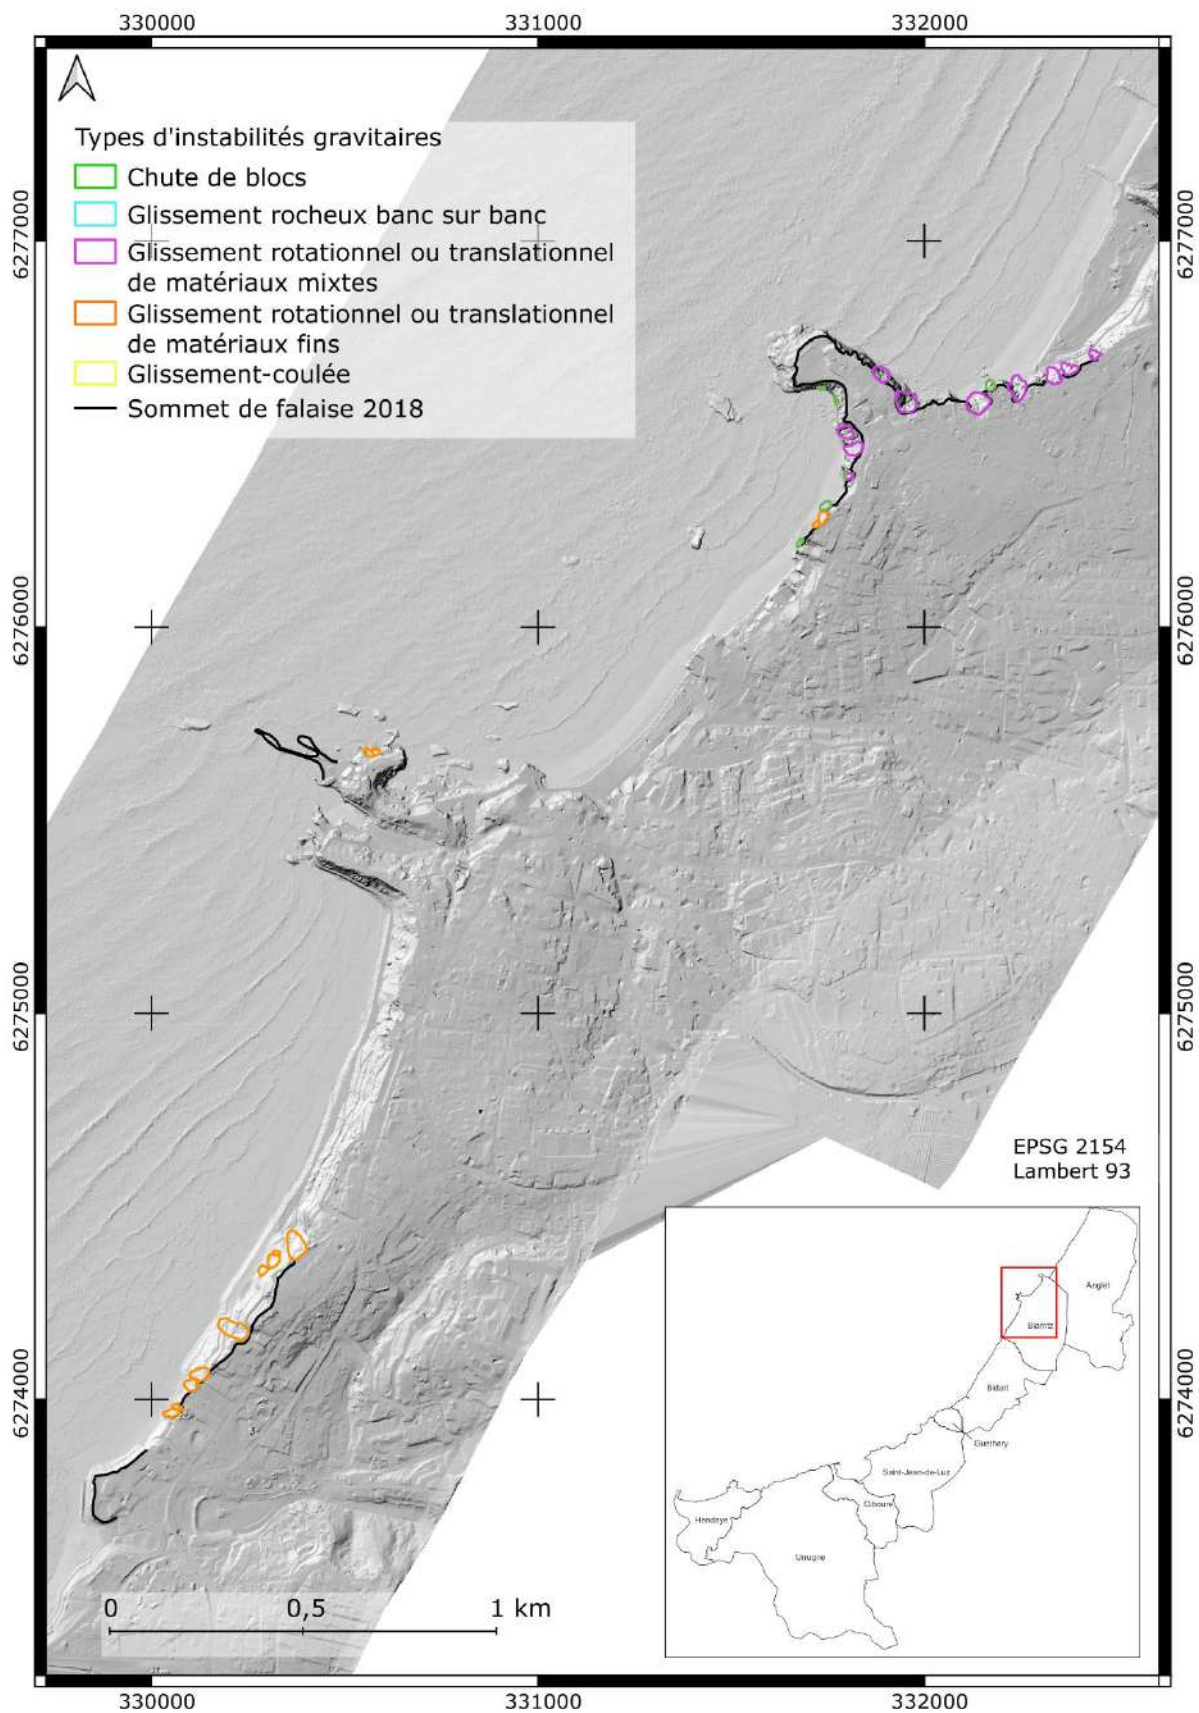 330000 331000 332000
Types d'instabilités gravitaires
Chute de blocs
Glissement rocheux banc sur banc
Glissement rotationnel ou translationnel
de matériaux mixtes
Glissement rotationnel ou translationnel
de matériaux fins
Glissement-coulée
Sommet de falaise 2018
6277000 6277000
6276000 6276000
6275000 6275000
6274000 6274000
EPSG 2154
Lambert 93
Anglet
Biarritz
Bidart
Guethary
Saint-Jean-de-Luz
Ciboure
Hendaye
Urrugne
0 0,5 1 km
330000 331000 332000